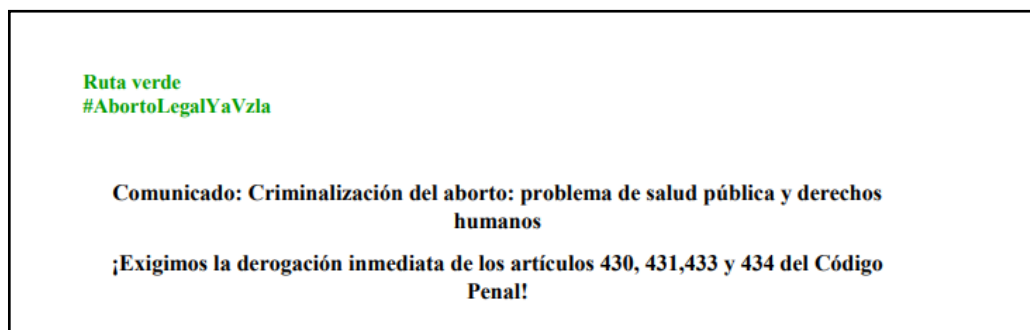 Ruta verde
#AbortoLegalYaVzla
Comunicado: Criminalización del aborto: problema de salud pública y derechos
humanos
¡Exigimos la derogación inmediata de los artículos 430, 431,433 y 434 del Código
Penal!